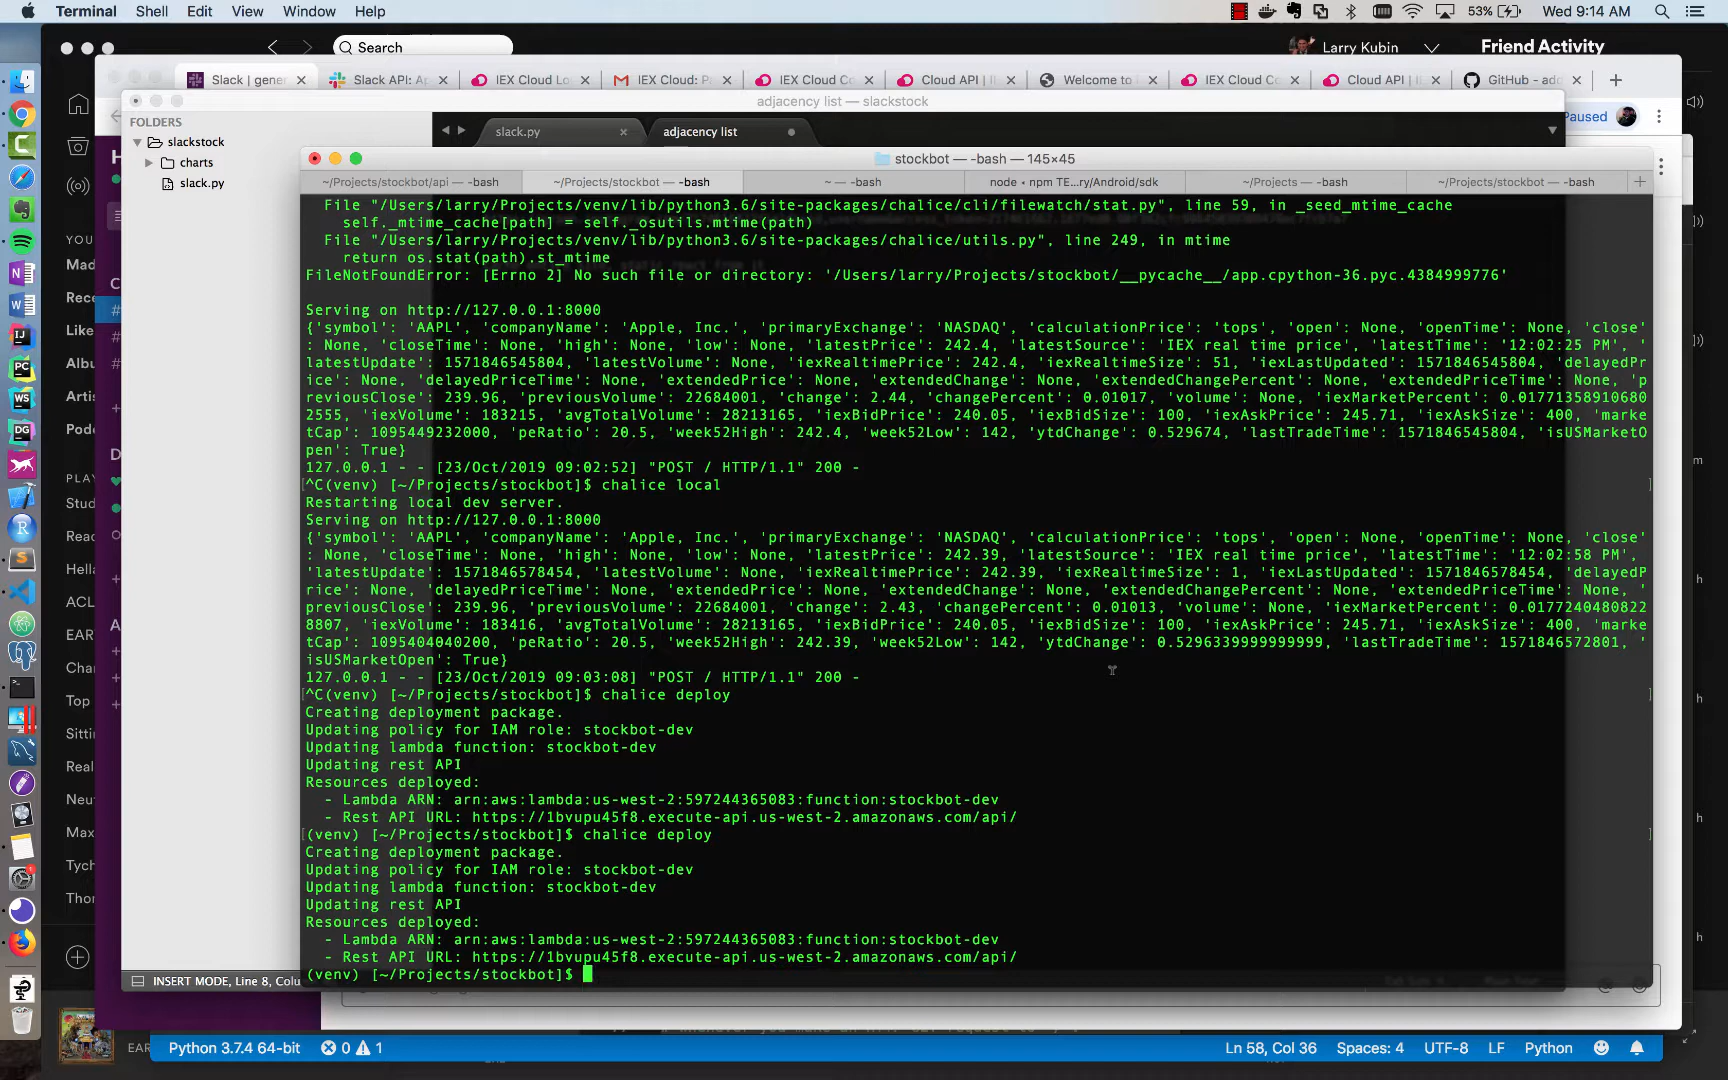 Terminal Shell Edit View Window Help
53% Wed 9:14 AM
Search
Larry Kubin
Friend Activity
Slack | gener
Slack API: Ap
IEX Cloud Lo
IEX Cloud: P
IEX Cloud Co
Cloud API | I
Welcome to
IEX Cloud Co
Cloud API | IE
GitHub - ado
adjacency list — slackstock
Paused
FOLDERS
slackstock
charts
slack.py
slack.py
adjacency list
stockbot — -bash — 145×45
~/Projects/stockbot/api — -bash
~/Projects/stockbot — -bash
~ — -bash
node • npm TE...ry/Android/sdk
~/Projects — -bash
~/Projects/stockbot — -bash
File "/Users/larry/Projects/venv/lib/python3.6/site-packages/chalice/cli/filewatch/stat.py", line 59, in _seed_mtime_cache
self._mtime_cache[path] = self._osutils.mtime(path)
File "/Users/larry/Projects/venv/lib/python3.6/site-packages/chalice/utils.py", line 249, in mtime
return os.stat(path).st_mtime
FileNotFoundError: [Errno 2] No such file or directory: '/Users/larry/Projects/stockbot/__pycache__/app.cpython-36.pyc.4384999776'
Serving on http://127.0.0.1:8000
{'symbol': 'AAPL', 'companyName': 'Apple, Inc.', 'primaryExchange': 'NASDAQ', 'calculationPrice': 'tops', 'open': None, 'openTime': None, 'close'
: None, 'closeTime': None, 'high': None, 'low': None, 'latestPrice': 242.4, 'latestSource': 'IEX real time price', 'latestTime': '12:02:25 PM', '
latestUpdate': 1571846545804, 'latestVolume': None, 'iexRealtimePrice': 242.4, 'iexRealtimeSize': 51, 'iexLastUpdated': 1571846545804, 'delayedPr
ice': None, 'delayedPriceTime': None, 'extendedPrice': None, 'extendedChange': None, 'extendedChangePercent': None, 'extendedPriceTime': None, 'p
reviousClose': 239.96, 'previousVolume': 22684001, 'change': 2.44, 'changePercent': 0.01017, 'volume': None, 'iexMarketPercent': 0.01771358910680
2555, 'iexVolume': 183215, 'avgTotalVolume': 28213165, 'iexBidPrice': 240.05, 'iexBidSize': 100, 'iexAskPrice': 245.71, 'iexAskSize': 400, 'marke
tCap': 1095449232000, 'peRatio': 20.5, 'week52High': 242.4, 'week52Low': 142, 'ytdChange': 0.529674, 'lastTradeTime': 1571846545804, 'isUSMarketO
pen': True}
127.0.0.1 - - [23/Oct/2019 09:02:52] "POST / HTTP/1.1" 200 -
^C(venv) [~/Projects/stockbot]$ chalice local
Restarting local dev server.
Serving on http://127.0.0.1:8000
{'symbol': 'AAPL', 'companyName': 'Apple, Inc.', 'primaryExchange': 'NASDAQ', 'calculationPrice': 'tops', 'open': None, 'openTime': None, 'close'
: None, 'closeTime': None, 'high': None, 'low': None, 'latestPrice': 242.39, 'latestSource': 'IEX real time price', 'latestTime': '12:02:58 PM',
'latestUpdate': 1571846578454, 'latestVolume': None, 'iexRealtimePrice': 242.39, 'iexRealtimeSize': 1, 'iexLastUpdated': 1571846578454, 'delayedP
rice': None, 'delayedPriceTime': None, 'extendedPrice': None, 'extendedChange': None, 'extendedChangePercent': None, 'extendedPriceTime': None,
'previousClose': 239.96, 'previousVolume': 22684001, 'change': 2.43, 'changePercent': 0.01013, 'volume': None, 'iexMarketPercent': 0.0177240480822
8807, 'iexVolume': 183416, 'avgTotalVolume': 28213165, 'iexBidPrice': 240.05, 'iexBidSize': 100, 'iexAskPrice': 245.71, 'iexAskSize': 400, 'marke
tCap': 1095404040200, 'peRatio': 20.5, 'week52High': 242.39, 'week52Low': 142, 'ytdChange': 0.5296339999999999, 'lastTradeTime': 1571846572801, '
isUSMarketOpen': True}
127.0.0.1 - - [23/Oct/2019 09:03:08] "POST / HTTP/1.1" 200 -
^C(venv) [~/Projects/stockbot]$ chalice deploy
Creating deployment package.
Updating policy for IAM role: stockbot-dev
Updating lambda function: stockbot-dev
Updating rest API
Resources deployed:
- Lambda ARN: arn:aws:lambda:us-west-2:597244365083:function:stockbot-dev
- Rest API URL: https://1bvupu45f8.execute-api.us-west-2.amazonaws.com/api/
(venv) [~/Projects/stockbot]$ chalice deploy
Creating deployment package.
Updating policy for IAM role: stockbot-dev
Updating lambda function: stockbot-dev
Updating rest API
Resources deployed:
- Lambda ARN: arn:aws:lambda:us-west-2:597244365083:function:stockbot-dev
- Rest API URL: https://1bvupu45f8.execute-api.us-west-2.amazonaws.com/api/
(venv) [~/Projects/stockbot]$
YOU
Mad
Rece
Like
Albu
Artis
Pod
PLAY
Stud
Rea
Hella
ACL
EAR
Cha
Sitti
Real
Neut
Max
Tych
Thor
INSERT MODE, Line 8, Colu
EAR
Python 3.7.4 64-bit
0 1
Ln 58, Col 36
Spaces: 4
UTF-8
LF
Python